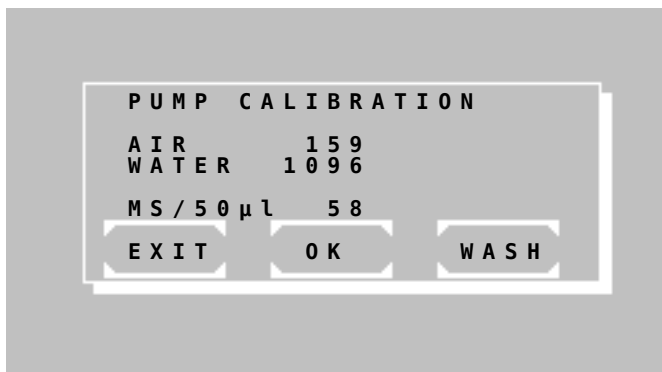 PUMP CALIBRATION
AIR 159
WATER 1096
MS/50µl 58
EXIT OK WASH